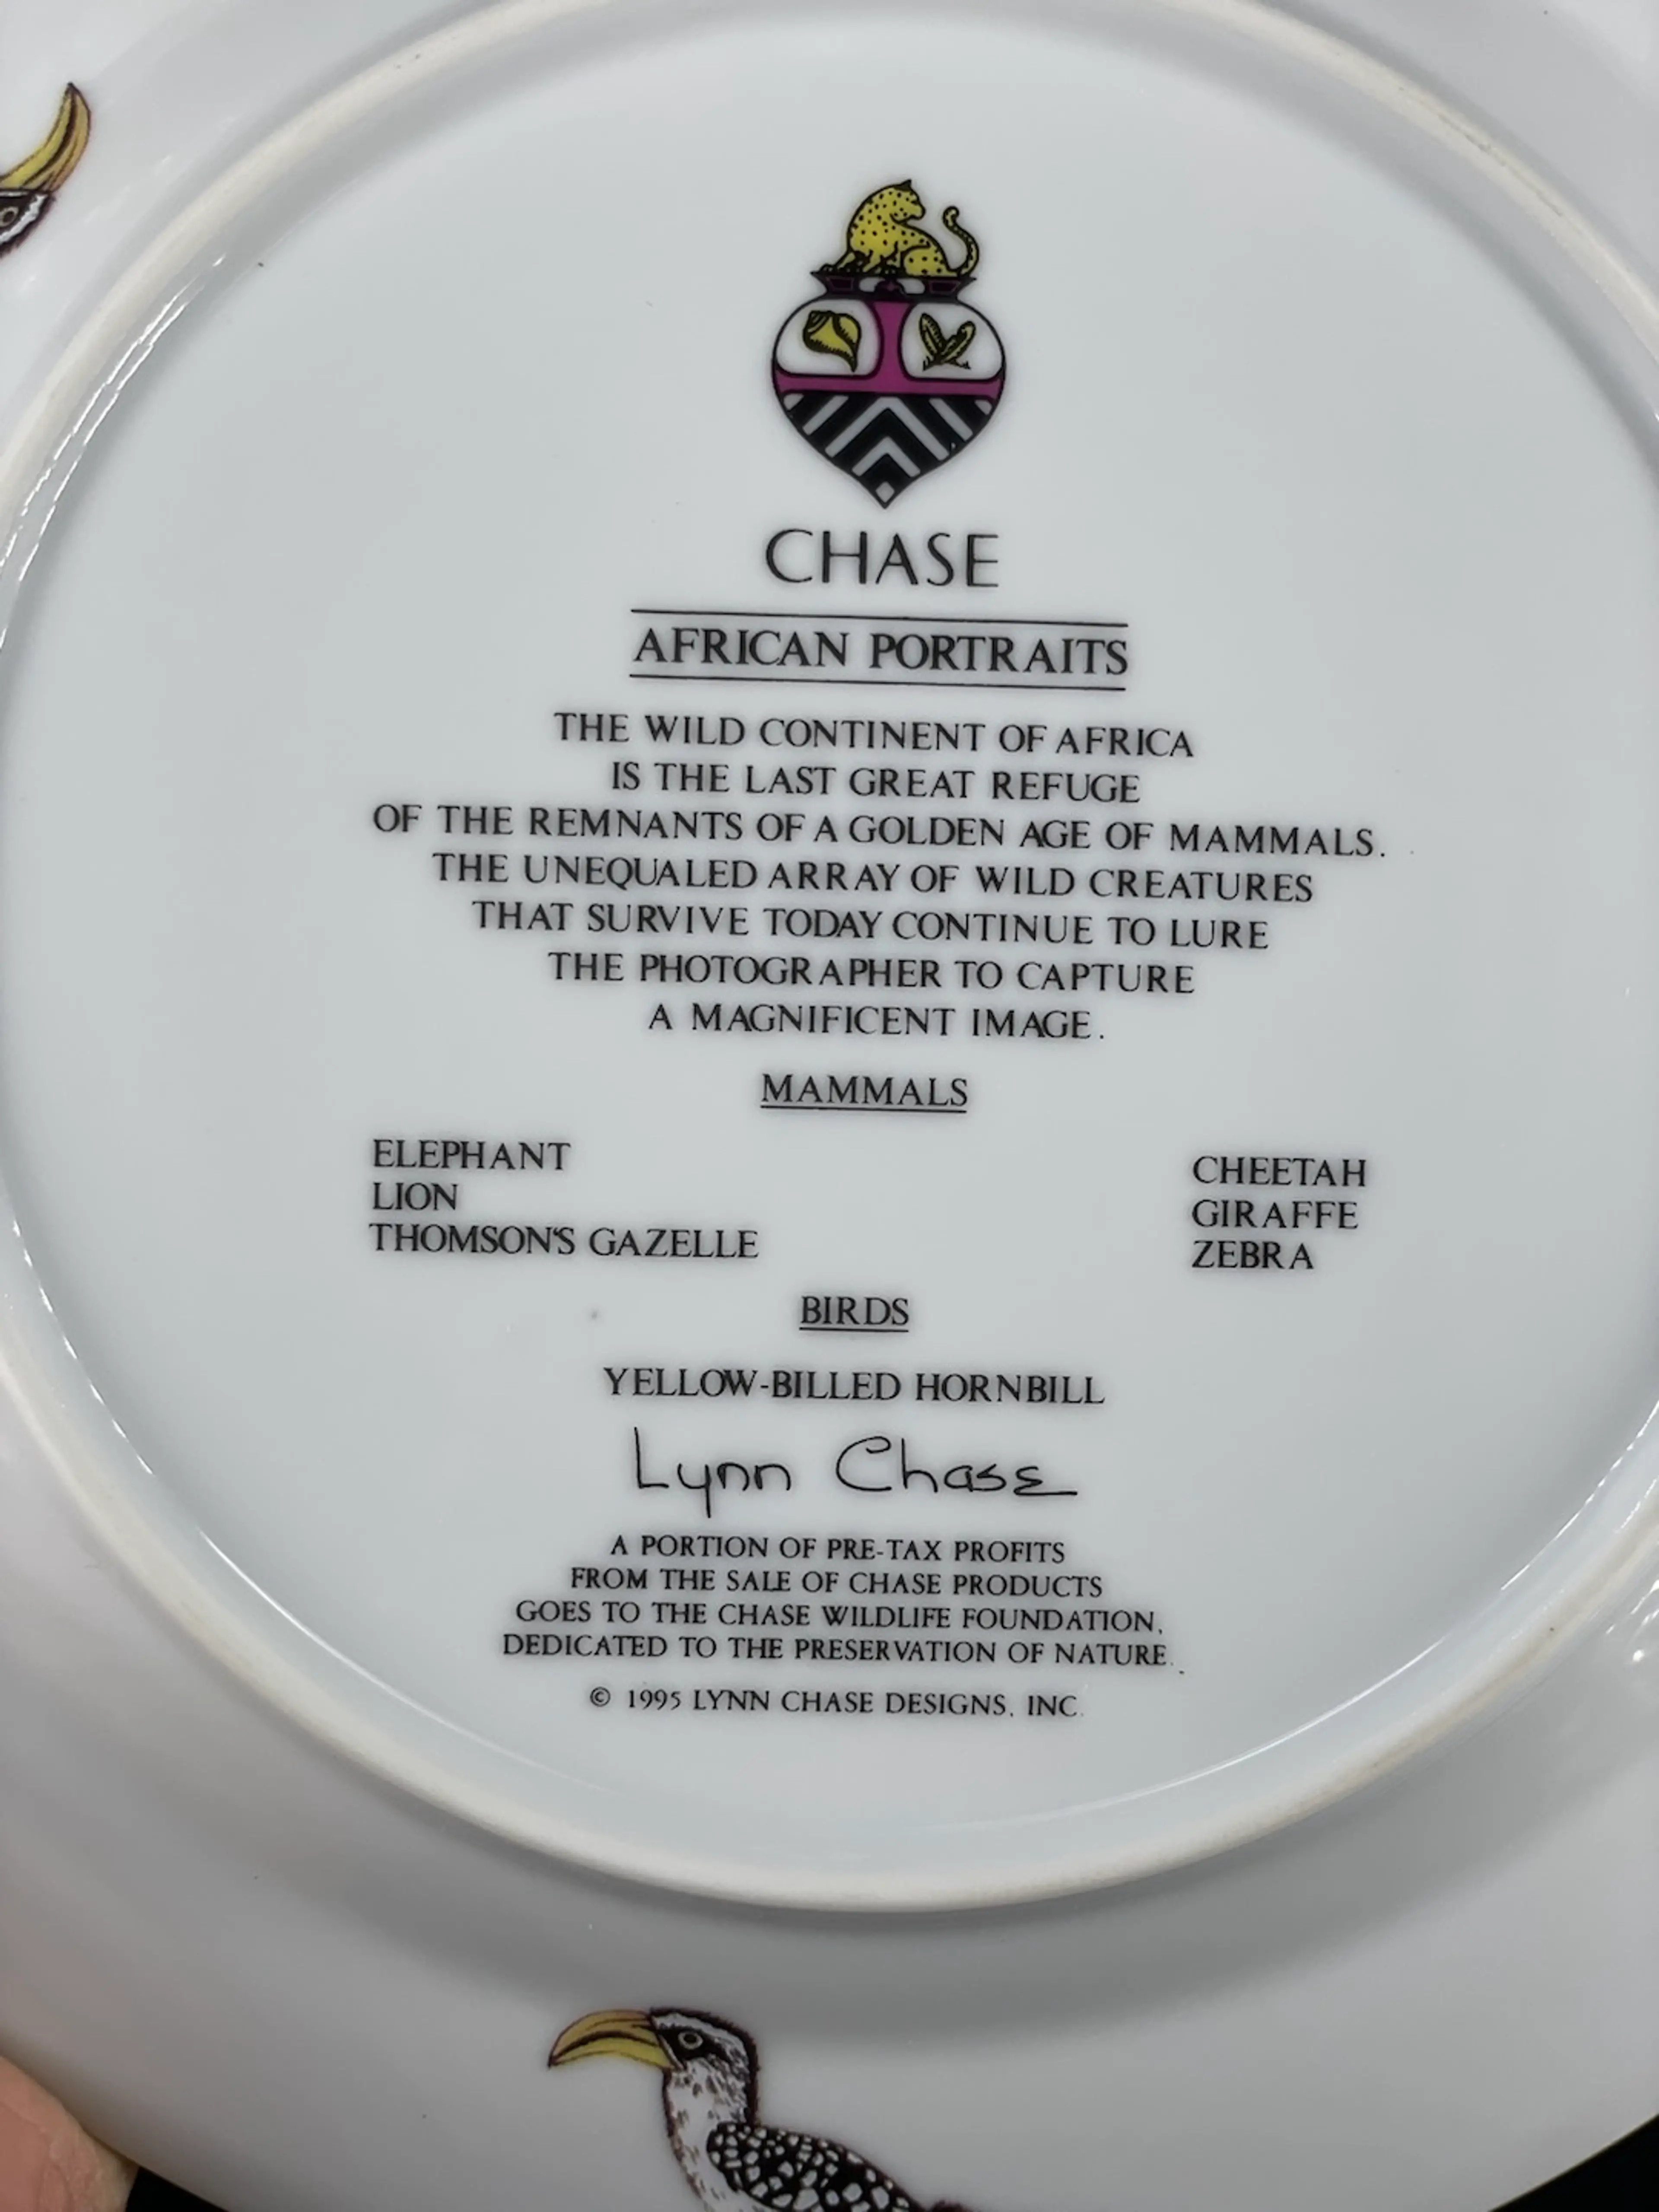 CHASE
AFRICAN PORTRAITS
THE WILD CONTINENT OF AFRICA
IS THE LAST GREAT REFUGE
OF THE REMNANTS OF A GOLDEN AGE OF MAMMALS.
THE UNEQUALED ARRAY OF WILD CREATURES
THAT SURVIVE TODAY CONTINUE TO LURE
THE PHOTOGRAPHER TO CAPTURE
A MAGNIFICENT IMAGE.
MAMMALS
ELEPHANT CHEETAH
LION GIRAFFE
THOMSON'S GAZELLE ZEBRA
BIRDS
YELLOW-BILLED HORNBILL
Lynn Chase
A PORTION OF PRE-TAX PROFITS
FROM THE SALE OF CHASE PRODUCTS
GOES TO THE CHASE WILDLIFE FOUNDATION,
DEDICATED TO THE PRESERVATION OF NATURE.
© 1995 LYNN CHASE DESIGNS, INC.